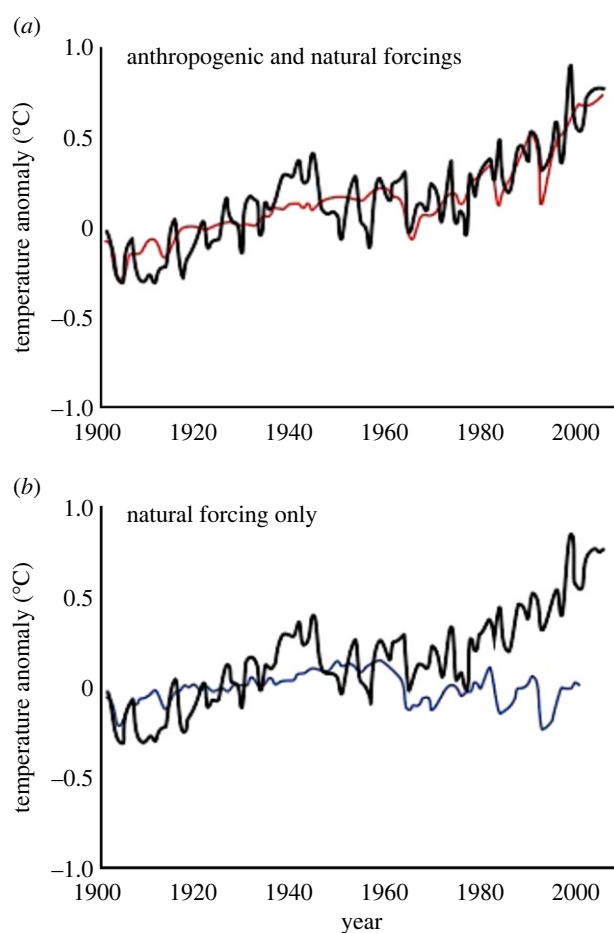 (a)
1.0
anthropogenic and natural forcings
0.5
0
–0.5
–1.0
temperature anomaly (°C)
1900 1920 1940 1960 1980 2000
(b)
1.0
natural forcing only
0.5
0
–0.5
–1.0
temperature anomaly (°C)
1900 1920 1940 1960 1980 2000
year